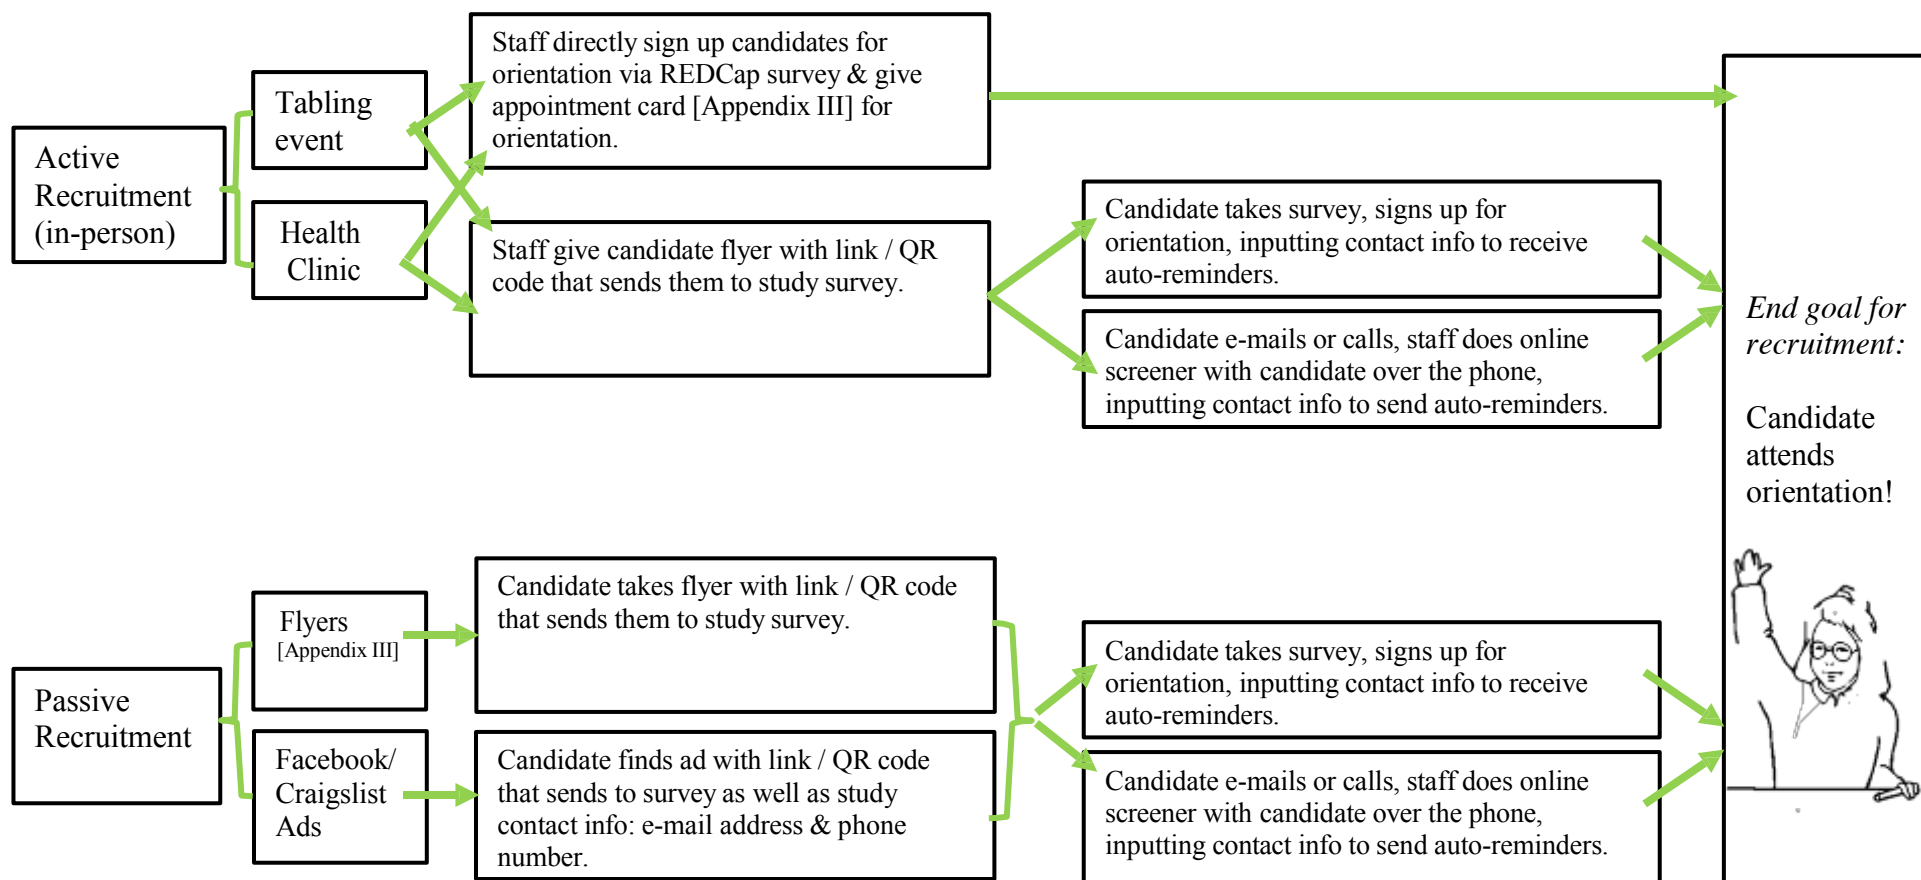 Active
Recruitment
(in-person)
Tabling
event
Health
Clinic
Staff directly sign up candidates for
orientation via REDCap survey & give
appointment card [Appendix III] for
orientation.
Staff give candidate flyer with link / QR
code that sends them to study survey.
Candidate takes survey, signs up for
orientation, inputting contact info to receive
auto-reminders.
Candidate e-mails or calls, staff does online
screener with candidate over the phone,
inputting contact info to send auto-reminders.
End goal for
recruitment:
Candidate
attends
orientation!
Passive
Recruitment
Flyers
[Appendix III]
Facebook/
Craigslist
Ads
Candidate takes flyer with link / QR code
that sends them to study survey.
Candidate finds ad with link / QR code
that sends to survey as well as study
contact info: e-mail address & phone
number.
Candidate takes survey, signs up for
orientation, inputting contact info to receive
auto-reminders.
Candidate e-mails or calls, staff does online
screener with candidate over the phone,
inputting contact info to send auto-reminders.